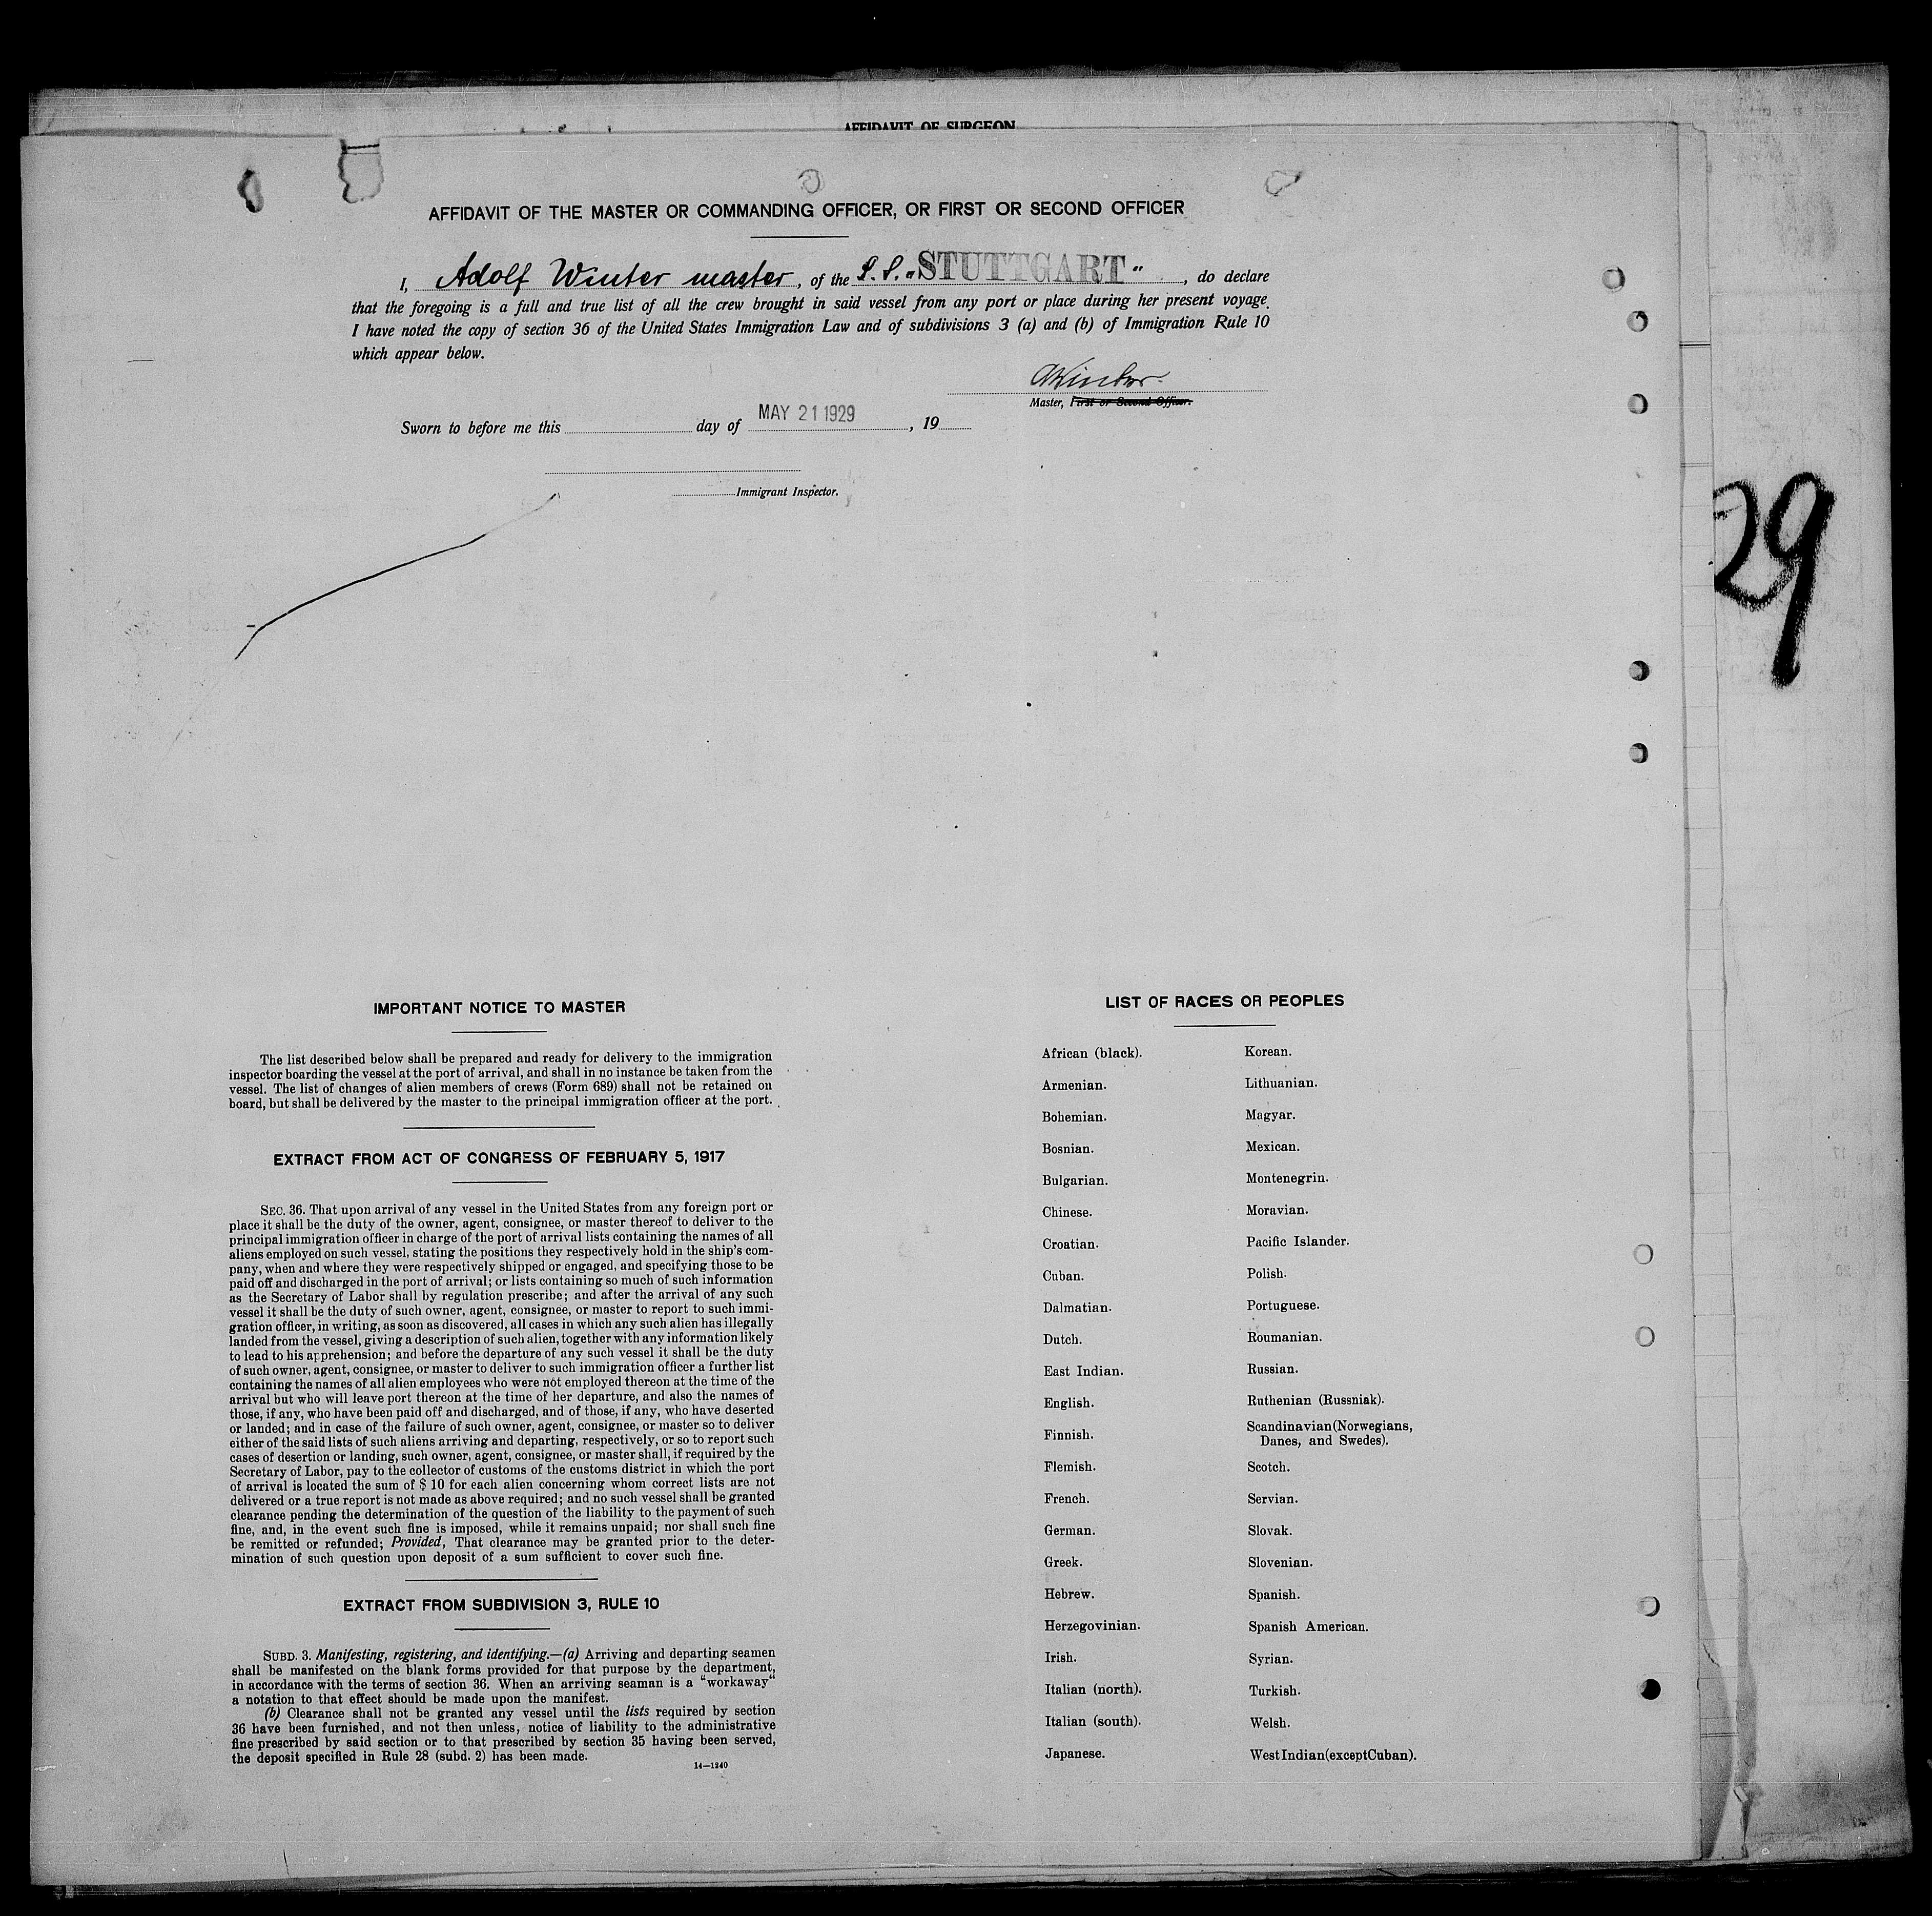 AFFIDAVIT OF SURGEON
AFFIDAVIT OF THE MASTER OR COMMANDING OFFICER, OR FIRST OR SECOND OFFICER
I, Adolf Winter master, of the S.S. „STUTTGART", do declare
that the foregoing is a full and true list of all the crew brought in said vessel from any port or place during her present voyage.
I have noted the copy of section 36 of the United States Immigration Law and of subdivisions 3 (a) and (b) of Immigration Rule 10
which appear below.
AWinter.
Master, First or Second Officer.
Sworn to before me this day of MAY 21 1929, 19
Immigrant Inspector.
29
IMPORTANT NOTICE TO MASTER
The list described below shall be prepared and ready for delivery to the immigration
inspector boarding the vessel at the port of arrival, and shall in no instance be taken from the
vessel. The list of changes of alien members of crews (Form 689) shall not be retained on
board, but shall be delivered by the master to the principal immigration officer at the port.
EXTRACT FROM ACT OF CONGRESS OF FEBRUARY 5, 1917
SEC. 36. That upon arrival of any vessel in the United States from any foreign port or
place it shall be the duty of the owner, agent, consignee, or master thereof to deliver to the
principal immigration officer in charge of the port of arrival lists containing the names of all
aliens employed on such vessel, stating the positions they respectively hold in the ship's com-
pany, when and where they were respectively shipped or engaged, and specifying those to be
paid off and discharged in the port of arrival; or lists containing so much of such information
as the Secretary of Labor shall by regulation prescribe; and after the arrival of any such
vessel it shall be the duty of such owner, agent, consignee, or master to report to such immi-
gration officer, in writing, as soon as discovered, all cases in which any such alien has illegally
landed from the vessel, giving a description of such alien, together with any information likely
to lead to his apprehension; and before the departure of any such vessel it shall be the duty
of such owner, agent, consignee, or master to deliver to such immigration officer a further list
containing the names of all alien employees who were not employed thereon at the time of the
arrival but who will leave port thereon at the time of her departure, and also the names of
those, if any, who have been paid off and discharged, and of those, if any, who have deserted
or landed; and in case of the failure of such owner, agent, consignee, or master so to deliver
either of the said lists of such aliens arriving and departing, respectively, or so to report such
cases of desertion or landing, such owner, agent, consignee, or master shall, if required by the
Secretary of Labor, pay to the collector of customs of the customs district in which the port
of arrival is located the sum of $ 10 for each alien concerning whom correct lists are not
delivered or a true report is not made as above required; and no such vessel shall be granted
clearance pending the determination of the question of the liability to the payment of such
fine, and, in the event such fine is imposed, while it remains unpaid; nor shall such fine
be remitted or refunded; Provided, That clearance may be granted prior to the deter-
mination of such question upon deposit of a sum sufficient to cover such fine.
EXTRACT FROM SUBDIVISION 3, RULE 10
SUBD. 3. Manifesting, registering, and identifying.—(a) Arriving and departing seamen
shall be manifested on the blank forms provided for that purpose by the department,
in accordance with the terms of section 36. When an arriving seaman is a "workaway"
a notation to that effect should be made upon the manifest.
(b) Clearance shall not be granted any vessel until the lists required by section
36 have been furnished, and not then unless, notice of liability to the administrative
fine prescribed by said section or to that prescribed by section 35 having been served,
the deposit specified in Rule 28 (subd. 2) has been made.
14—1240
LIST OF RACES OR PEOPLES
African (black).
Armenian.
Bohemian.
Bosnian.
Bulgarian.
Chinese.
Croatian.
Cuban.
Dalmatian.
Dutch.
East Indian.
English.
Finnish.
Flemish.
French.
German.
Greek.
Hebrew.
Herzegovinian.
Irish.
Italian (north).
Italian (south).
Japanese.
Korean.
Lithuanian.
Magyar.
Mexican.
Montenegrin.
Moravian.
Pacific Islander.
Polish.
Portuguese.
Roumanian.
Russian.
Ruthenian (Russniak).
Scandinavian (Norwegians,
Danes, and Swedes).
Scotch.
Servian.
Slovak.
Slovenian.
Spanish.
Spanish American.
Syrian.
Turkish.
Welsh.
West Indian (except Cuban).